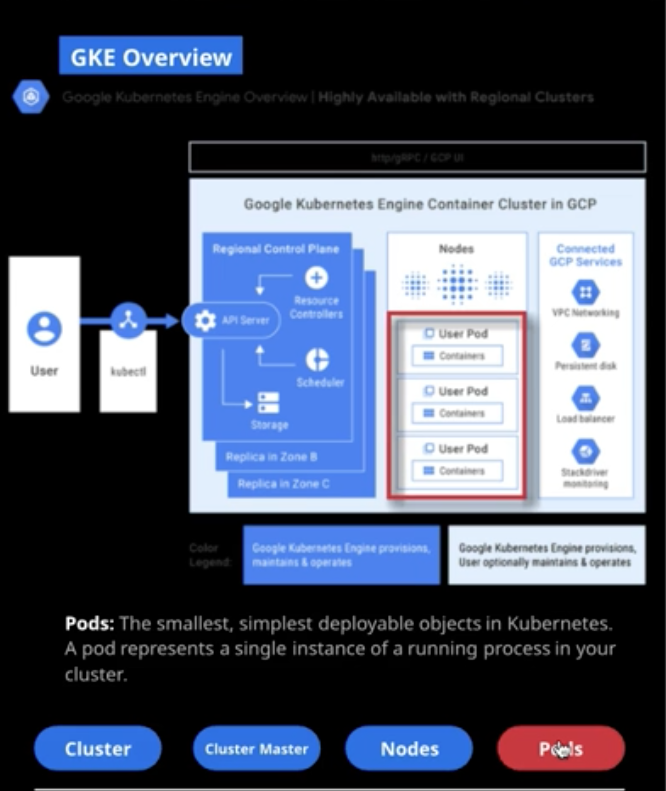 GKE Overview
Google Kubernetes Engine Overview | Highly Available with Regional Clusters
http/gRPC / GCP UI
Google Kubernetes Engine Container Cluster in GCP
Regional Control Plane
Nodes
Connected
GCP Services
Resource
Controllers
API Server
VPC Networking
User Pod
Containers
User
kubectl
Scheduler
Persistent disk
User Pod
Containers
Storage
Load balancer
User Pod
Containers
Replica in Zone B
Replica in Zone C
Stackdriver
monitoring
Color
Legend:
Google Kubernetes Engine provisions,
maintains & operates
Google Kubernetes Engine provisions,
User optionally maintains & operates
Pods: The smallest, simplest deployable objects in Kubernetes.
A pod represents a single instance of a running process in your
cluster.
Cluster
Cluster Master
Nodes
Pods